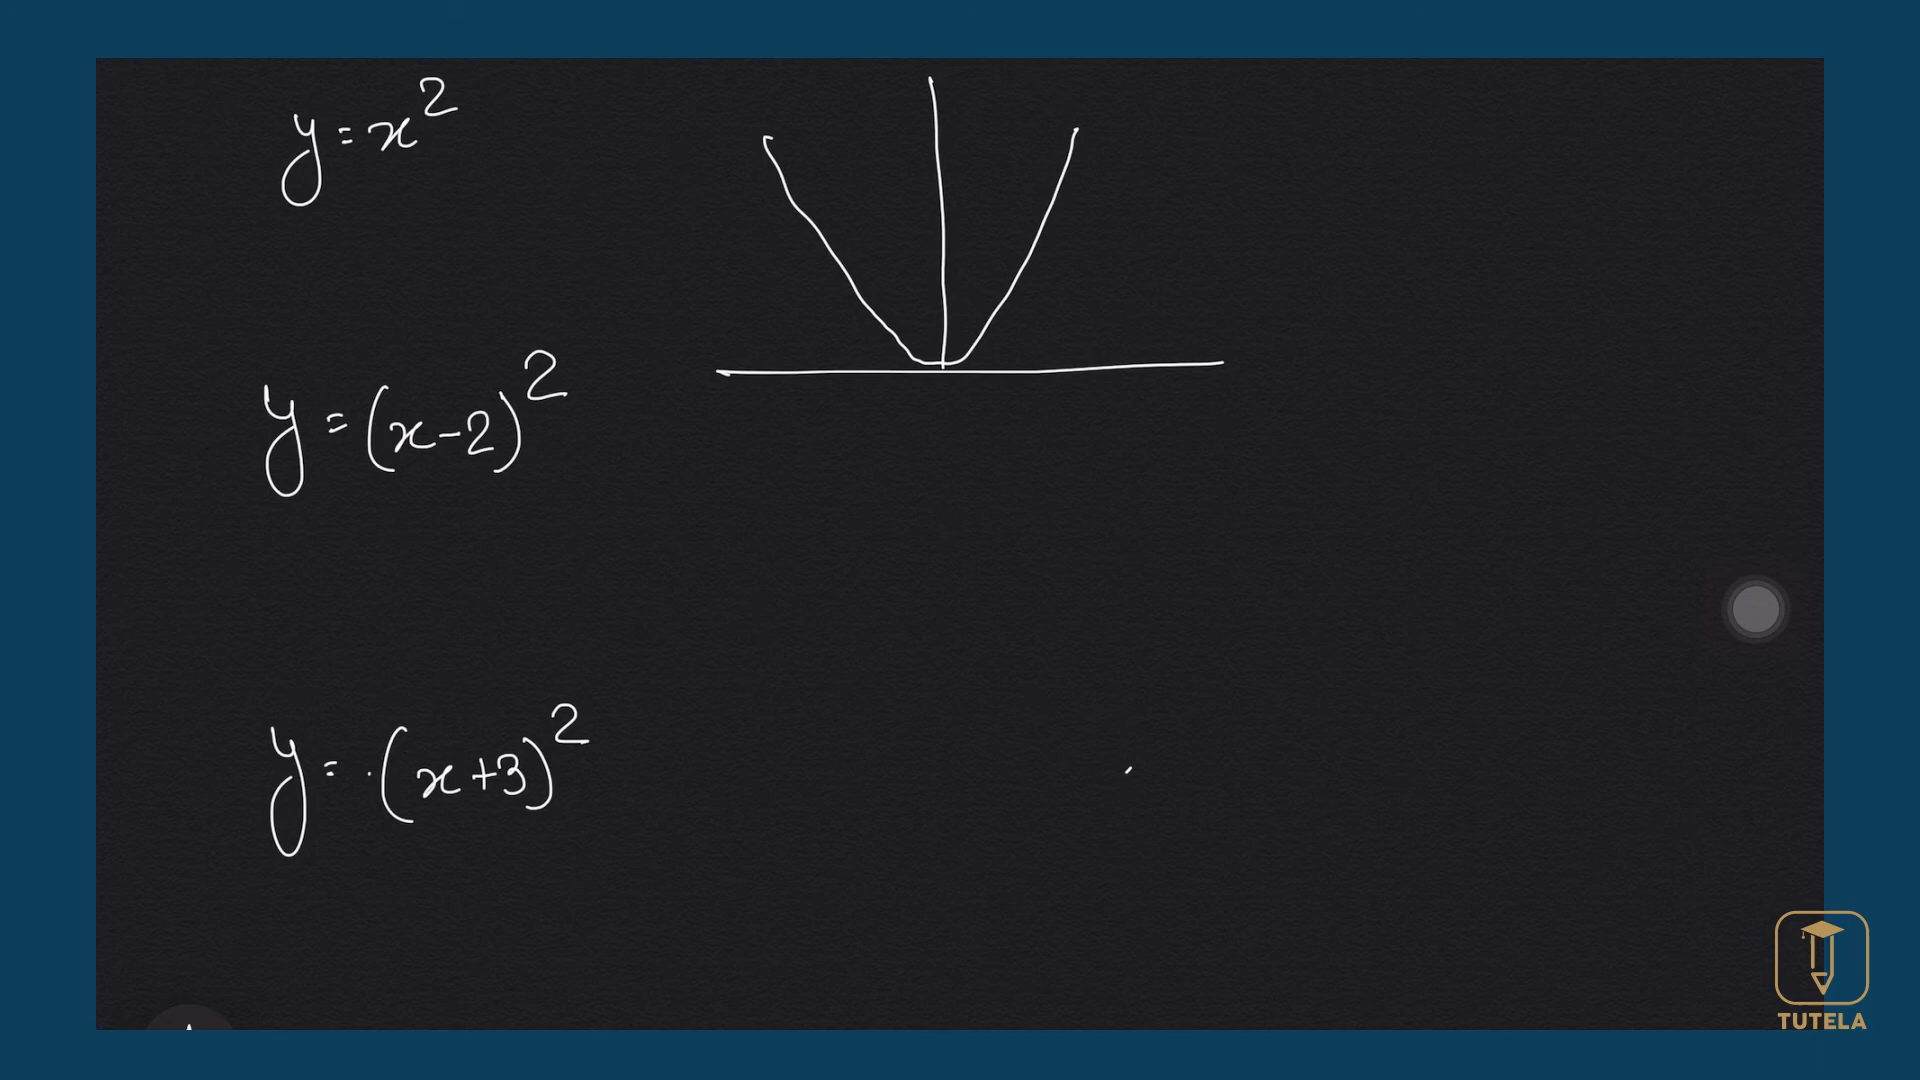 y = x²
y = (x-2)²
y = (x+3)²
TUTELA